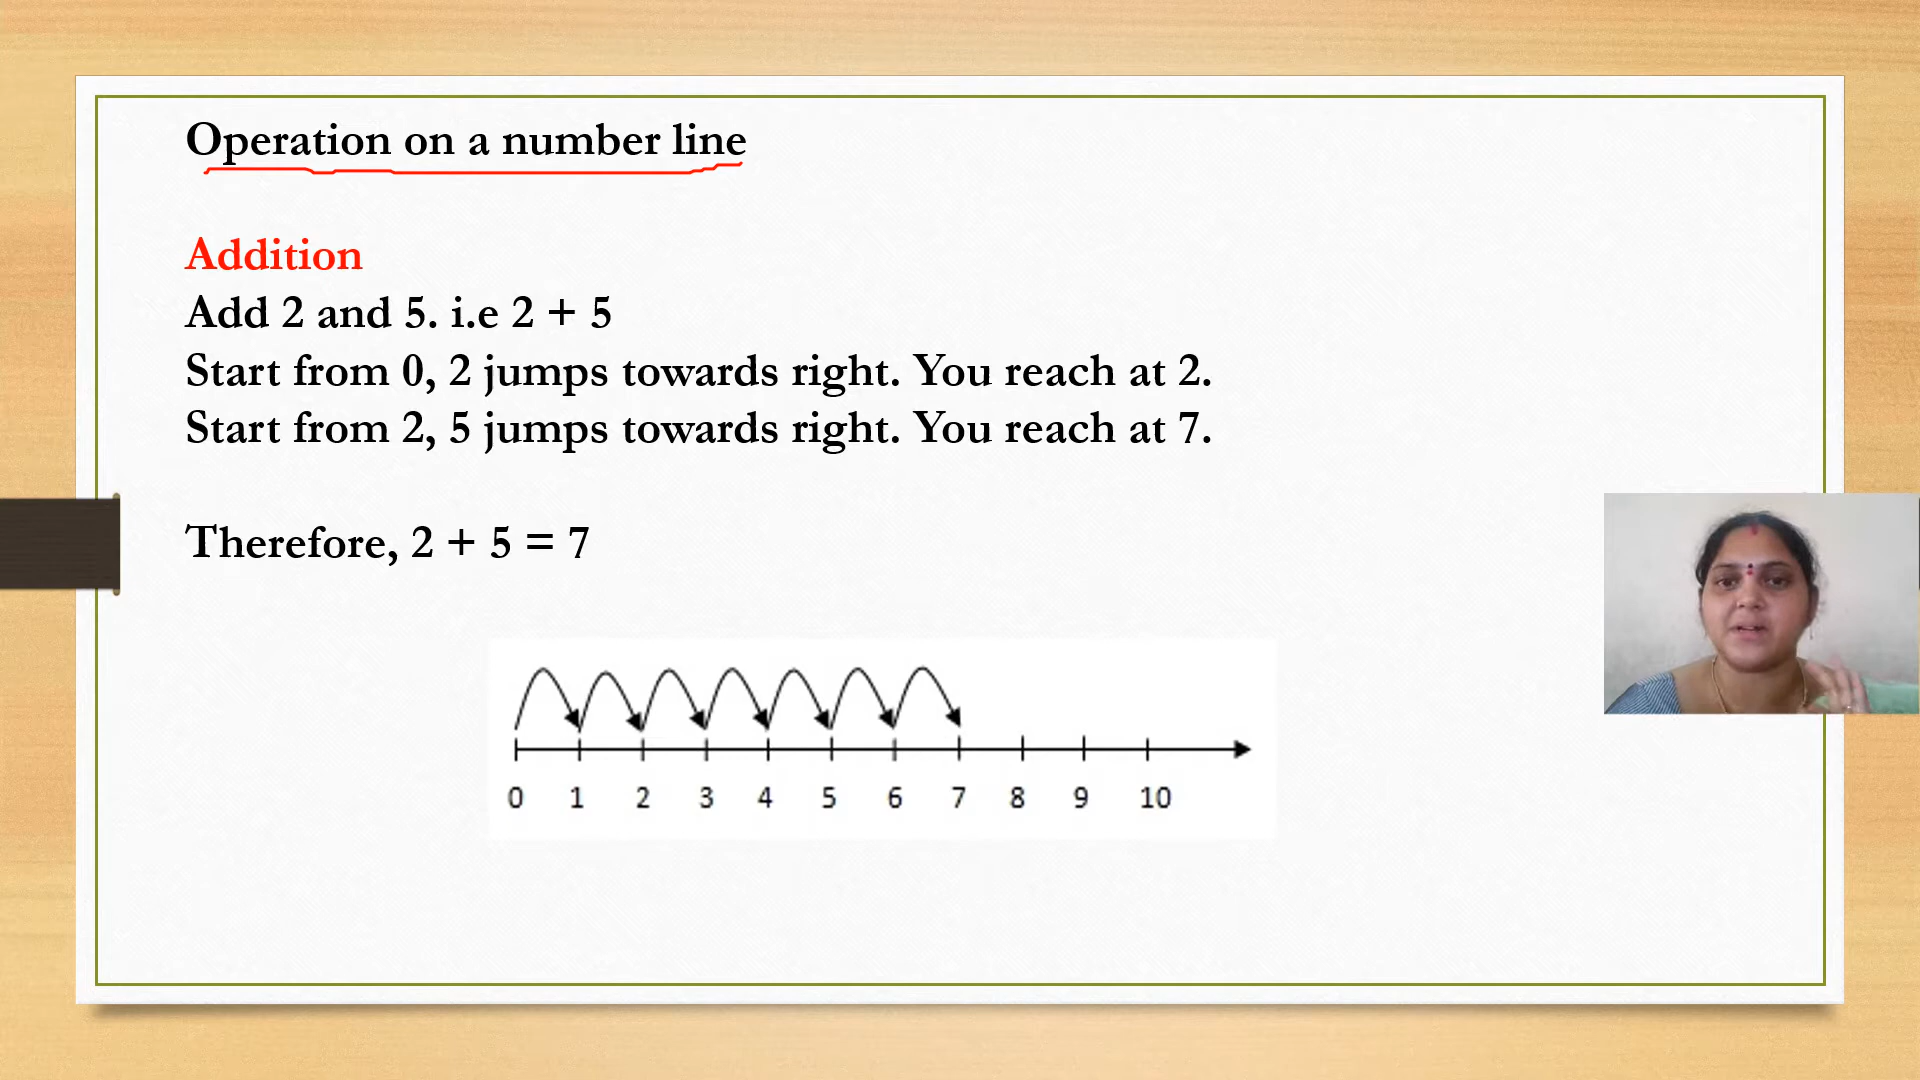 Operation on a number line
Addition
Add 2 and 5. i.e 2 + 5
Start from 0, 2 jumps towards right. You reach at 2.
Start from 2, 5 jumps towards right. You reach at 7.
Therefore, 2 + 5 = 7
0 1 2 3 4 5 6 7 8 9 10